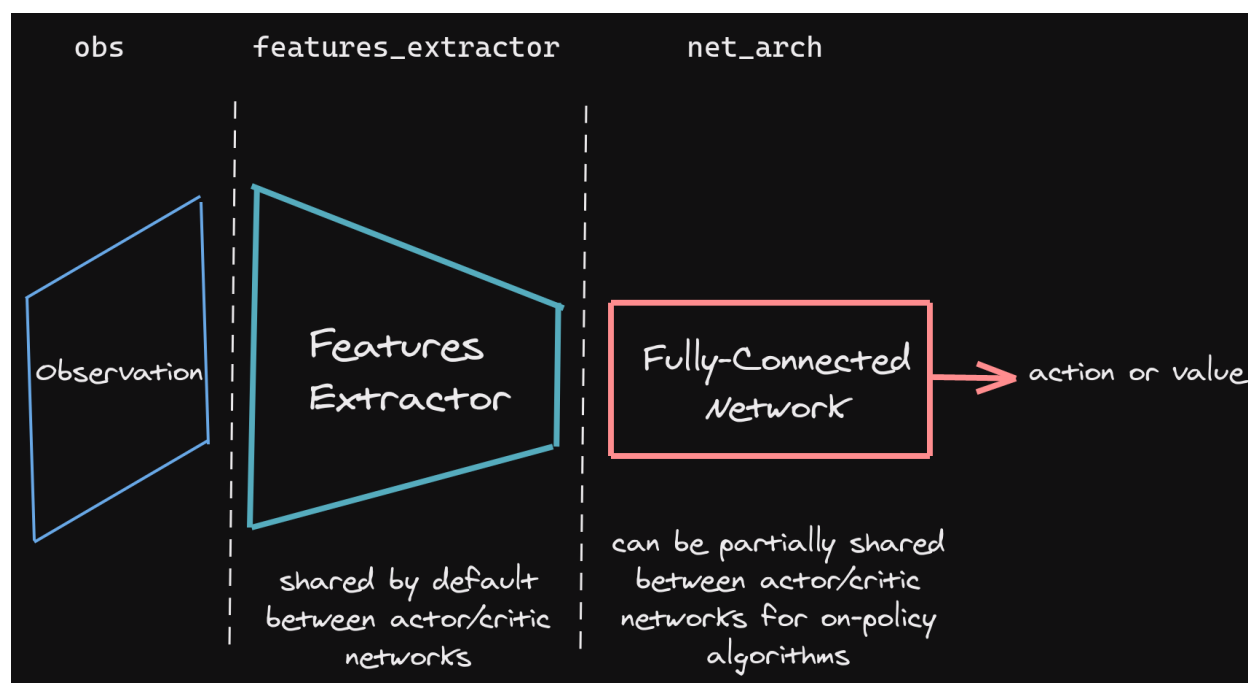 obs
features_extractor
net_arch
Observation
Features
Extractor
Fully-Connected
Network
action or value
shared by default
between actor/critic
networks
can be partially shared
between actor/critic
networks for on-policy
algorithms